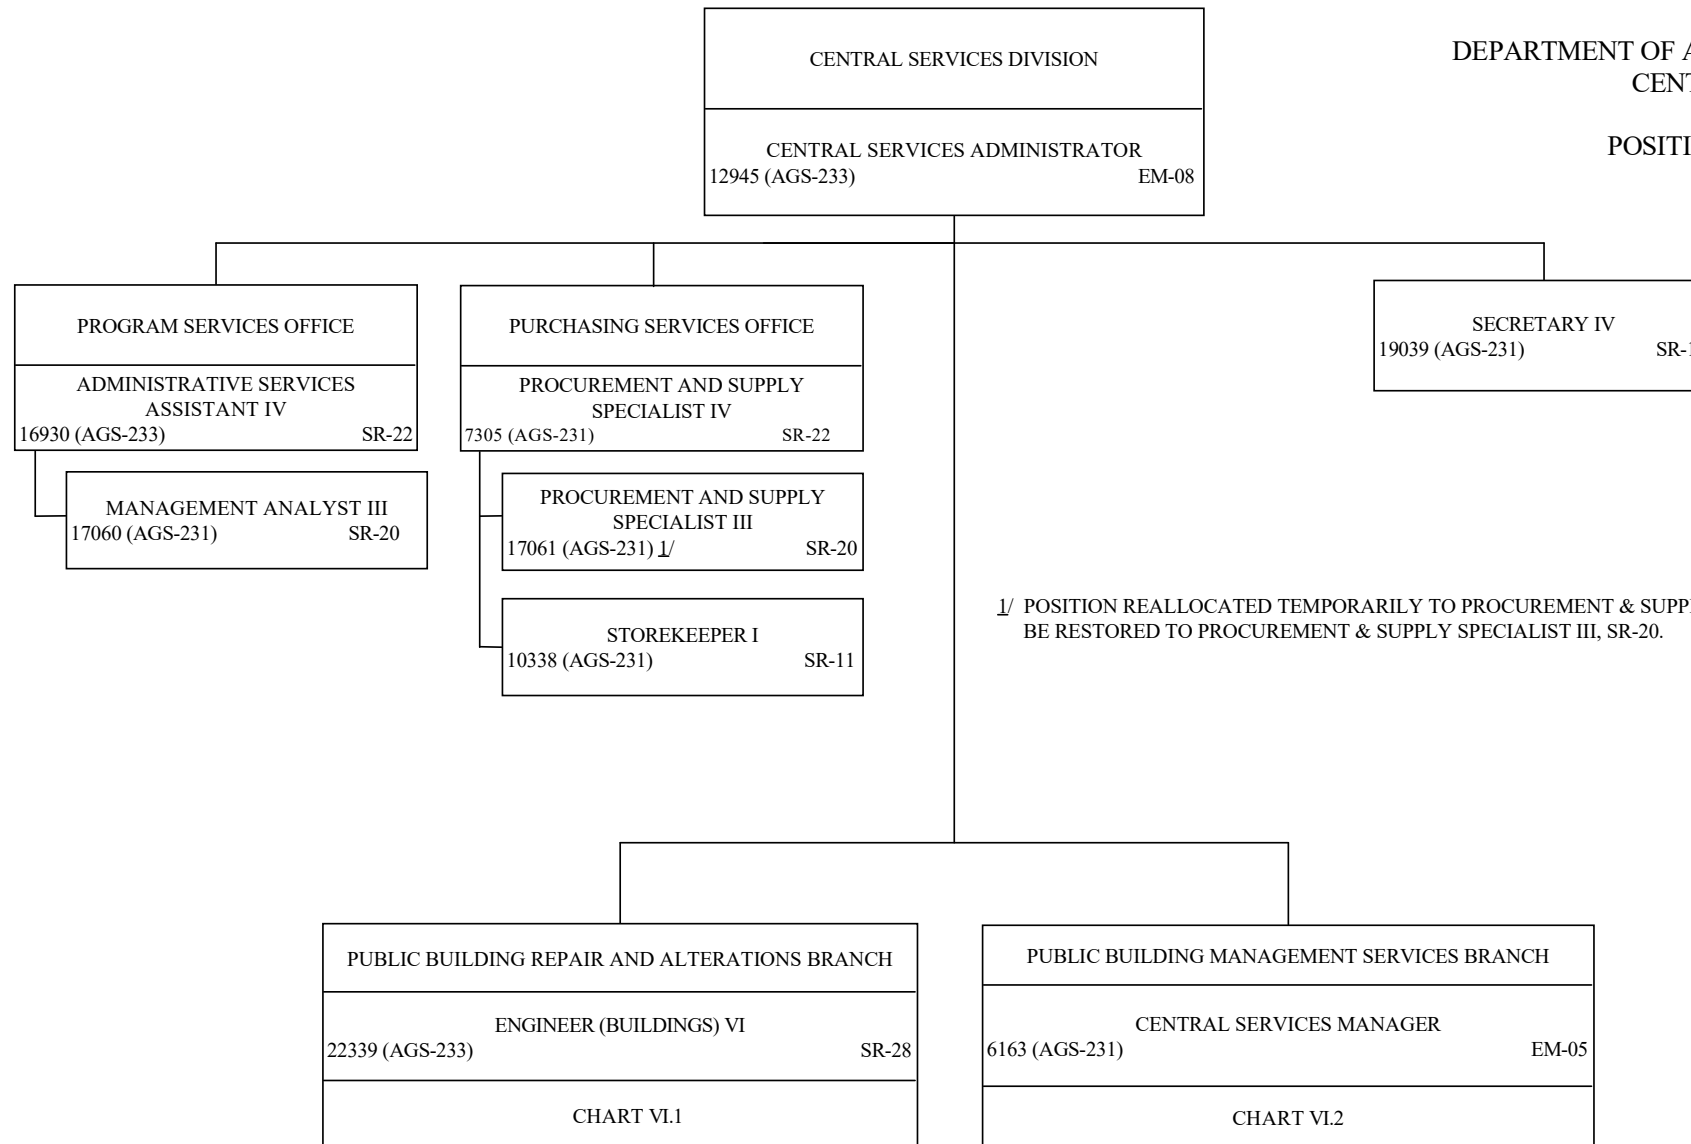 CENTRAL SERVICES DIVISION
CENTRAL SERVICES ADMINISTRATOR
12945 (AGS-233) EM-08
DEPARTMENT OF
PROGRAM SERVICES OFFICE
ADMINISTRATIVE SERVICES
ASSISTANT IV
16930 (AGS-233) SR-22
MANAGEMENT ANALYST III
17060 (AGS-231) SR-20
PURCHASING SERVICES OFFICE
PROCUREMENT AND SUPPLY
SPECIALIST IV
7305 (AGS-231) SR-22
PROCUREMENT AND SUPPLY
SPECIALIST III
17061 (AGS-231) 1/ SR-20
STOREKEEPER I
10338 (AGS-231) SR-11
SECRETARY IV
19039 (AGS-231)
1/ POSITION REALLOCATED TEMPORARILY TO PROCUREMENT &
BE RESTORED TO PROCUREMENT & SUPPLY SPECIALIST III, SR-20.
PUBLIC BUILDING REPAIR AND ALTERATIONS BRANCH
ENGINEER (BUILDINGS) VI
22339 (AGS-233) SR-28
CHART VI.1
PUBLIC BUILDING MANAGEMENT SERVICES BRANCH
CENTRAL SERVICES MANAGER
6163 (AGS-231) EM-05
CHART VI.2